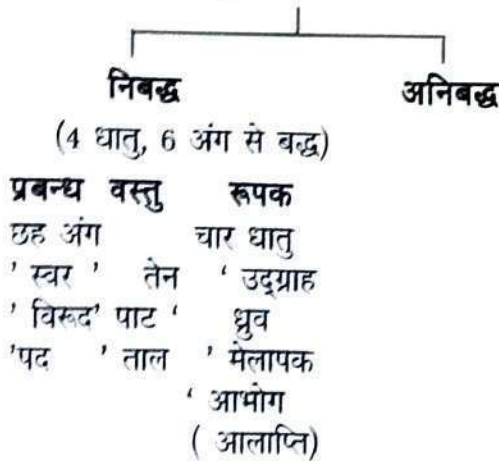 निबद्ध अनिबद्ध
(4 धातु, 6 अंग से बद्ध)
प्रबन्ध वस्तु रूपक
छह अंग चार धातु
' स्वर ' तेन ' उद्ग्राह
' विरूद' पाट ' ध्रुव
'पद ' ताल ' मेलापक
' आभोग
( आलाप्ति)